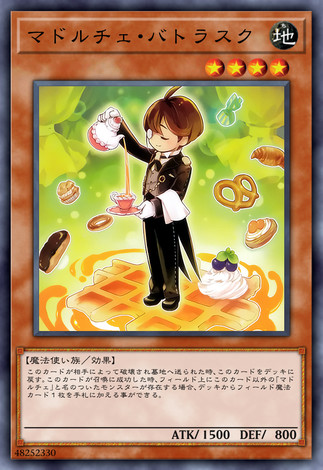 マドルチェ・バトラスク
地
【魔法使い族／効果】
このカードが相手によって破壊され墓地へ送られた時、このカードをデッキに
戻す。このカードが召喚に成功した時、フィールド上にこのカード以外の「マド
ルチェ」と名のついたモンスターが存在する場合、デッキからフィールド魔法
カード１枚を手札に加える事ができる。
ATK/ 1500 DEF/ 800
48252330